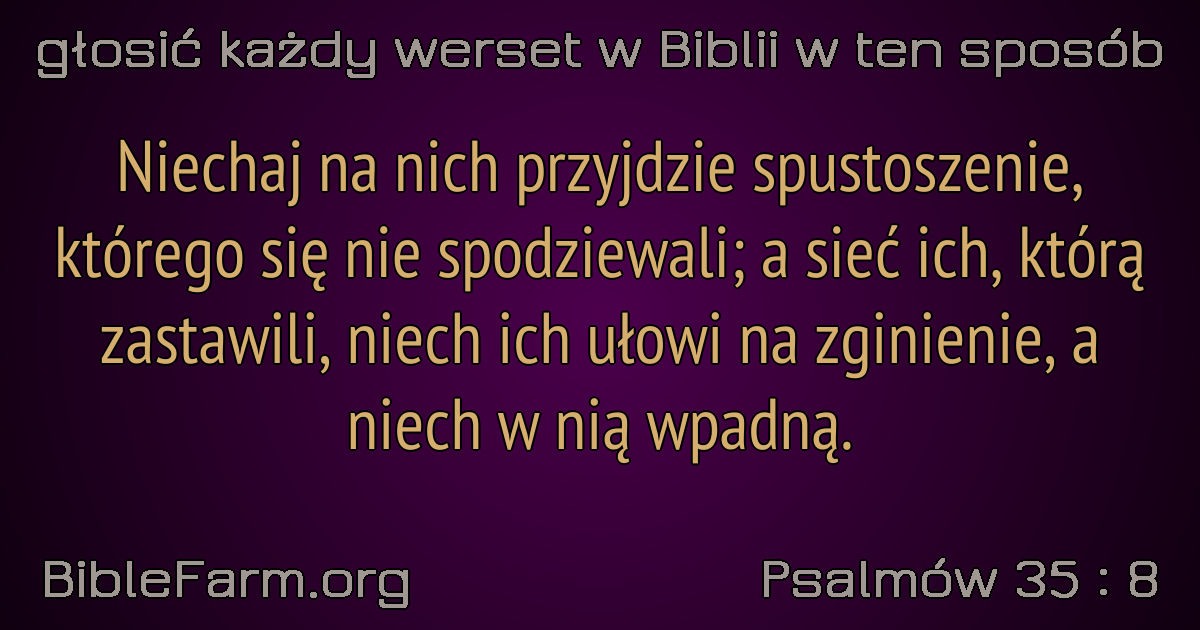 głosić każdy werset w Biblii w ten sposób
Niechaj na nich przyjdzie spustoszenie,
którego się nie spodziewali; a sieć ich, którą
zastawili, niech ich ułowi na zginienie, a
niech w nią wpadną.
BibleFarm.org
Psalmów 35 : 8